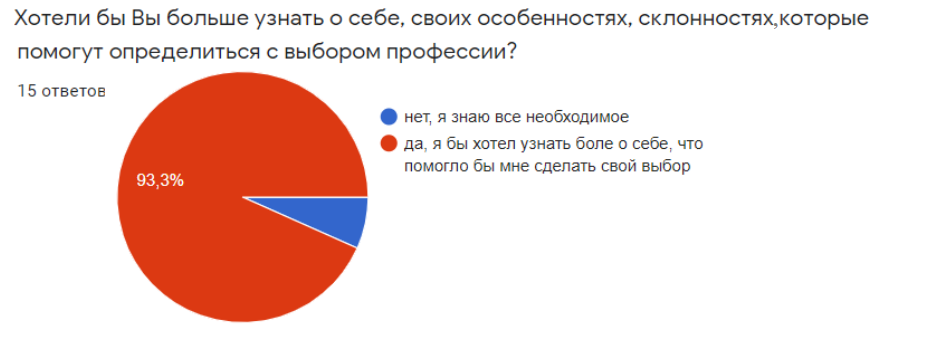 Хотели бы Вы больше узнать о себе, своих особенностях, склонностях,которые
помогут определиться с выбором профессии?
15 ответов
нет, я знаю все необходимое
да, я бы хотел узнать боле о себе, что
помогло бы мне сделать свой выбор
93,3%